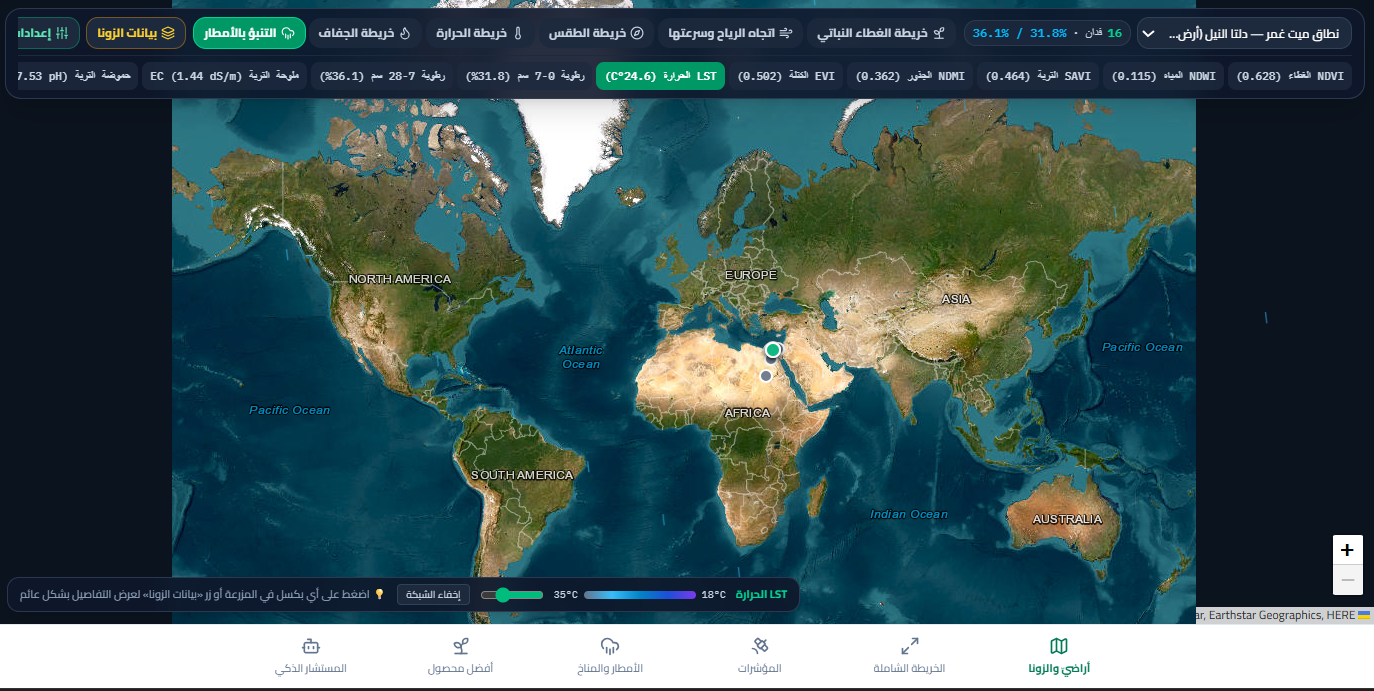 نطاق ميت غمر — دلتا النيل (أرض...
16 فدان · 31.8% / 36.1%
خريطة الغطاء النباتي
اتجاه الرياح وسرعتها
خريطة الطقس
خريطة الحرارة
خريطة الجفاف
التنبؤ بالأمطار
بيانات الزونا
إعدادا
NDVI الغطاء (0.628)
NDWI المياه (0.115)
SAVI التربة (0.464)
NDMI الجذور (0.362)
EVI الكتلة (0.502)
LST الحرارة (24.6°C)
رطوبة 0-7 سم (31.8%)
رطوبة 7-28 سم (36.1%)
ملوحة التربة EC (1.44 dS/m)
حموضة التربة (7.53 pH
NORTH AMERICA
EUROPE
ASIA
Atlantic
Ocean
Pacific Ocean
Pacific Ocean
AFRICA
SOUTH AMERICA
Indian Ocean
AUSTRALIA
+
−
LST الحرارة
18°C
35°C
إخفاء الشبكة
اضغط على أي بكسل في المزرعة أو زر «بيانات الزونا» لعرض التفاصيل بشكل عائم
ar, Earthstar Geographics, HERE
أراضيّ والزونا
الخريطة الشاملة
المؤشرات
الأمطار والمناخ
أفضل محصول
المستشار الذكي